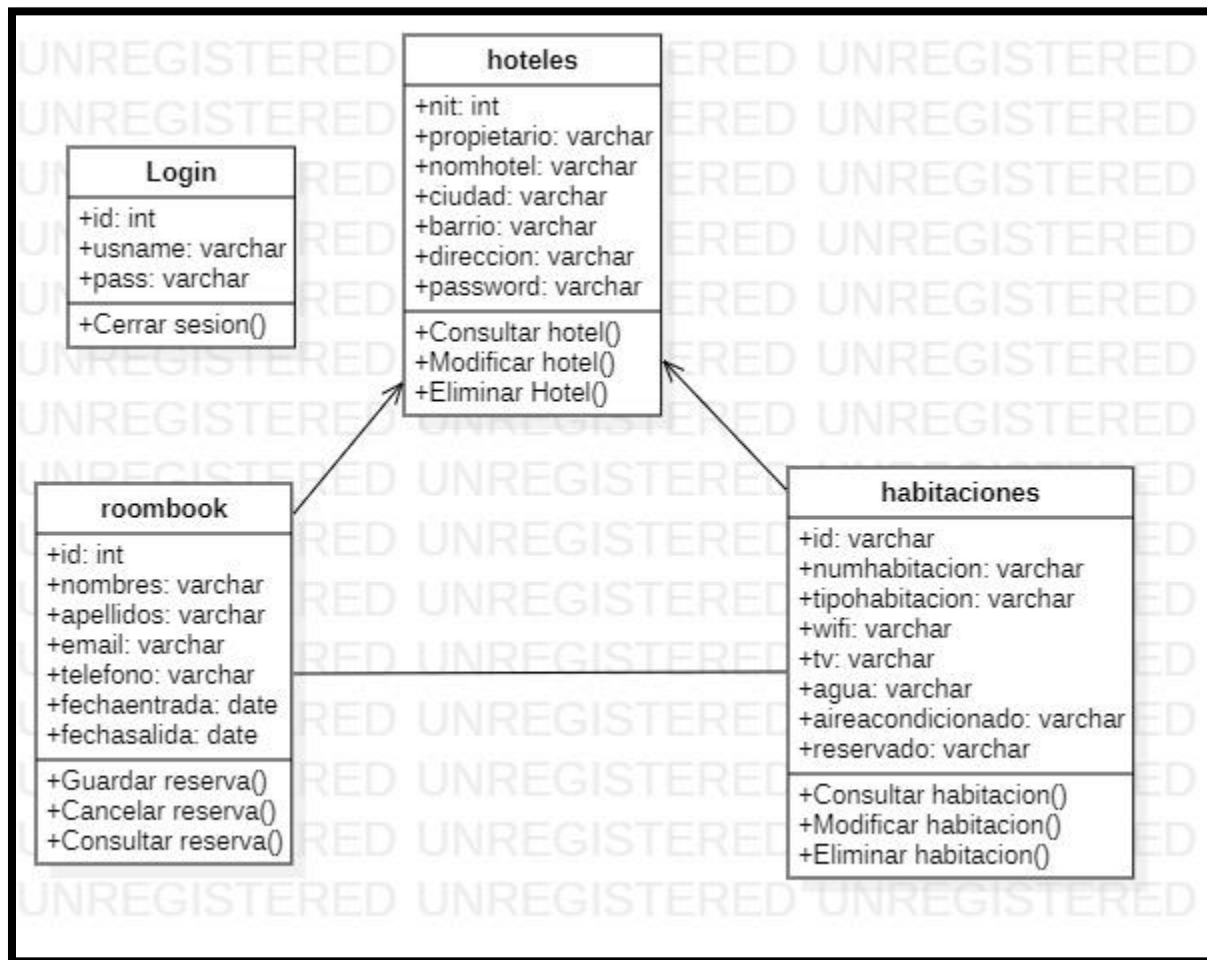 hoteles
+nit: int
+propietario: varchar
+nomhotel: varchar
+ciudad: varchar
+barrio: varchar
+direccion: varchar
+password: varchar
+Consultar hotel()
+Modificar hotel()
+Eliminar Hotel()
Login
+id: int
+usname: varchar
+pass: varchar
+Cerrar sesion()
roombook
+id: int
+nombres: varchar
+apellidos: varchar
+email: varchar
+telefono: varchar
+fechaentrada: date
+fechasalida: date
+Guardar reserva()
+Cancelar reserva()
+Consultar reserva()
habitaciones
+id: varchar
+numhabitacion: varchar
+tipohabitacion: varchar
+wifi: varchar
+tv: varchar
+agua: varchar
+aireacondicionado: varchar
+reservado: varchar
+Consultar habitacion()
+Modificar habitacion()
+Eliminar habitacion()
UNREGISTERED UNREGISTERED UNREGISTERED